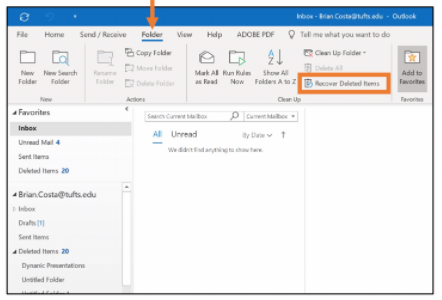 Inbox - Brian.Costa@tufts.edu - Outlook
File Home Send / Receive Folder View Help ADOBE PDF Tell me what you want to do
New Folder
New Search Folder
Rename Folder
Copy Folder
Move Folder
Delete Folder
Mark All as Read
Run Rules Now
Show All Folders A to Z
Clean Up Folder
Delete All
Recover Deleted Items
Add to Favorites
New Actions Clean Up Favorites
Favorites
Inbox
Unread Mail 4
Sent Items
Deleted Items 20
Brian.Costa@tufts.edu
Inbox
Drafts [1]
Sent Items
Deleted Items 20
Dynanic Presentations
Untitled Folder
Search Current Mailbox Current Mailbox
All Unread By Date
We didn't find anything to show here.